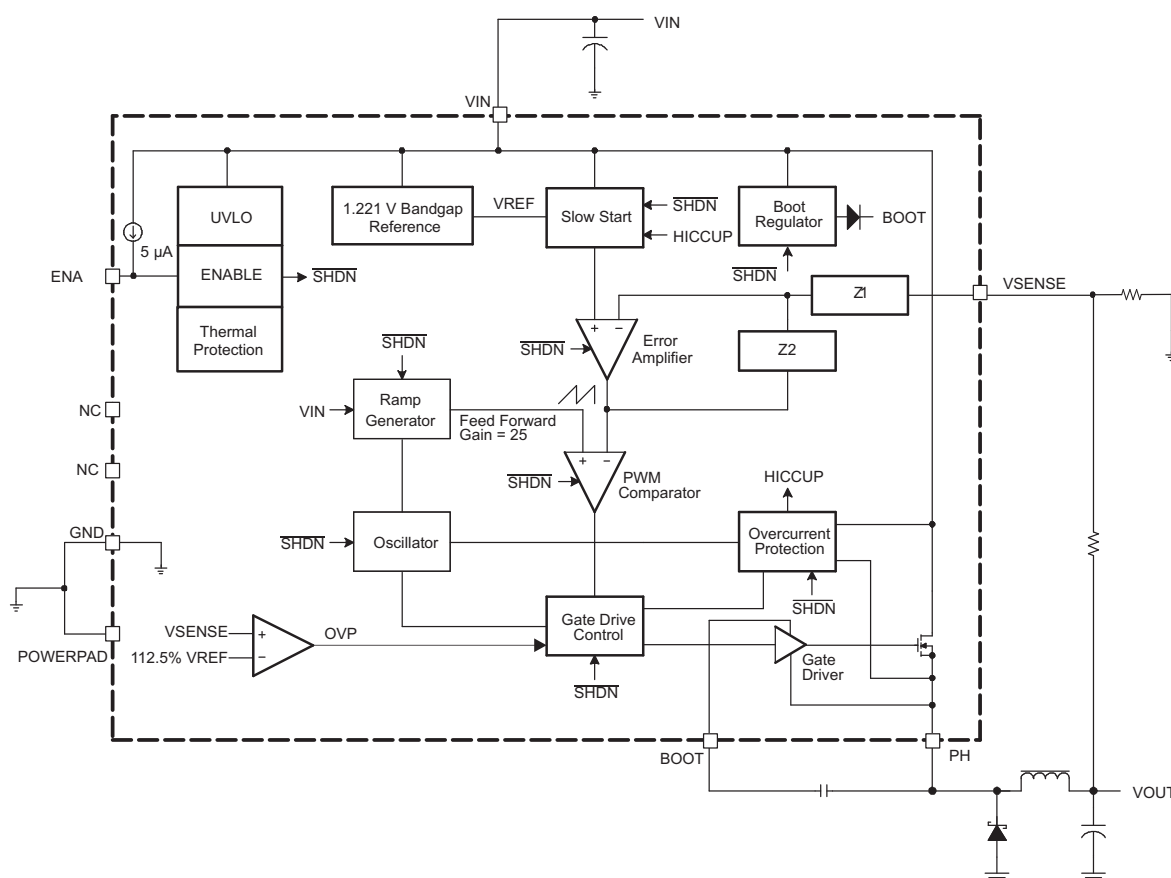 VIN
VIN
UVLO
1.221 V Bandgap
Reference
VREF
Slow Start
SHDN
HICCUP
Boot
Regulator
BOOT
SHDN
5 µA
ENA
ENABLE
SHDN
Thermal
Protection
Z1
VSENSE
Z2
+ −
SHDN
Error
Amplifier
SHDN
VIN
Ramp
Generator
Feed Forward
Gain = 25
NC
NC
+ −
SHDN
PWM
Comparator
HICCUP
Overcurrent
Protection
SHDN
GND
SHDN
Oscillator
POWERPAD
VSENSE
+
112.5% VREF
−
OVP
Gate Drive
Control
SHDN
Gate
Driver
BOOT
PH
VOUT